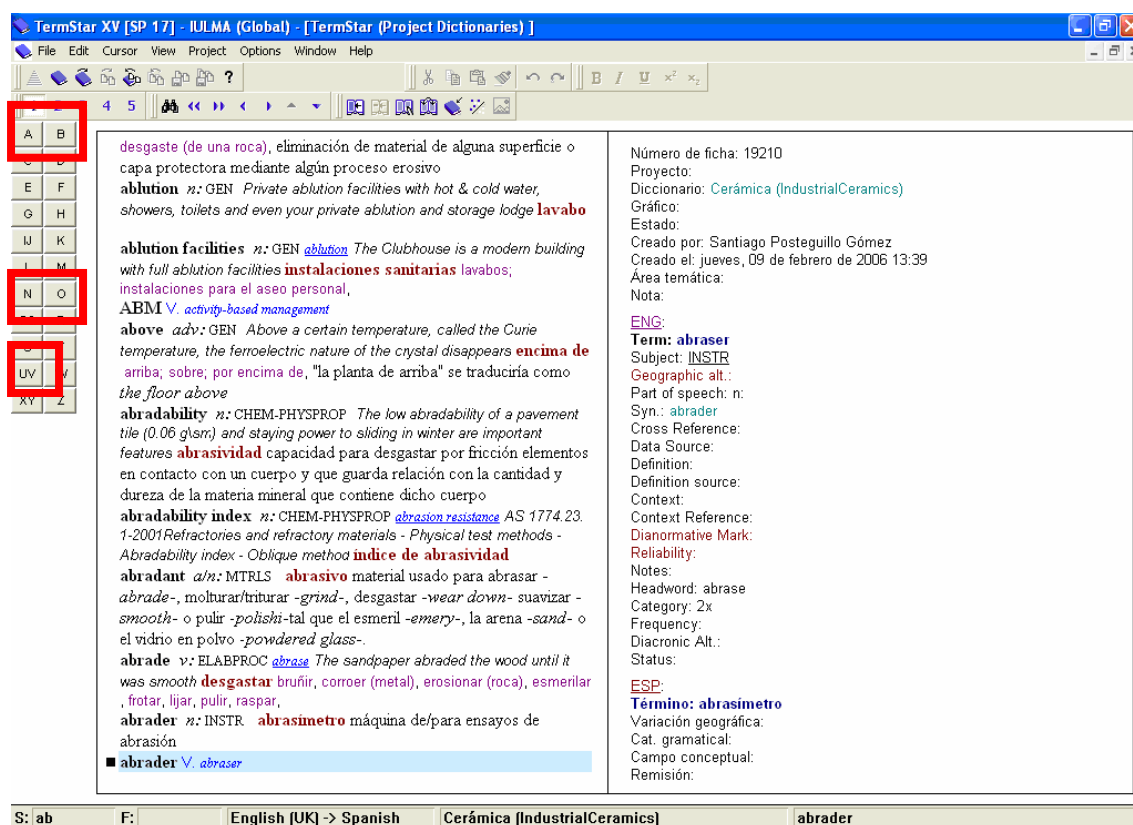 TermStar XV [SP 17] - IULMA (Global) - [TermStar (Project Dictionaries) ]
File Edit Cursor View Project Options Window Help
B I U x² x₂
4 5
A B
E F
G H
IJ K
N O
UV
XY Z
desgaste (de una roca), eliminación de material de alguna superficie o
capa protectora mediante algún proceso erosivo
ablution n: GEN Private ablution facilities with hot & cold water,
showers, toilets and even your private ablution and storage lodge lavabo
ablution facilities n: GEN ablution The Clubhouse is a modern building
with full ablution facilities instalaciones sanitarias lavabos;
instalaciones para el aseo personal,
ABM V. activity-based management
above adv: GEN Above a certain temperature, called the Curie
temperature, the ferroelectric nature of the crystal disappears encima de
arriba; sobre; por encima de, "la planta de arriba" se traduciría como
the floor above
abradability n: CHEM-PHYSPROP The low abradability of a pavement
tile (0.06 g\sm) and staying power to sliding in winter are important
features abrasividad capacidad para desgastar por fricción elementos
en contacto con un cuerpo y que guarda relación con la cantidad y
dureza de la materia mineral que contiene dicho cuerpo
abradability index n: CHEM-PHYSPROP abrasion resistance AS 1774.23.
1-2001Refractories and refractory materials - Physical test methods -
Abradability index - Oblique method índice de abrasividad
abradant a/n: MTRLS abrasivo material usado para abrasar -
abrade-, molturar/triturar -grind-, desgastar -wear down- suavizar -
smooth- o pulir -polishi-tal que el esmeril -emery-, la arena -sand- o
el vidrio en polvo -powdered glass-.
abrade v: ELABPROC abrase The sandpaper abraded the wood until it
was smooth desgastar bruñir, corroer (metal), erosionar (roca), esmerilar
, frotar, lijar, pulir, raspar,
abrader n: INSTR abrasímetro máquina de/para ensayos de
abrasión
abrader V. abraser
Número de ficha: 19210
Proyecto:
Diccionario: Cerámica (IndustrialCeramics)
Gráfico:
Estado:
Creado por: Santiago Posteguillo Gómez
Creado el: jueves, 09 de febrero de 2006 13:39
Área temática:
Nota:
ENG:
Term: abraser
Subject: INSTR
Geographic alt.:
Part of speech: n:
Syn.: abrader
Cross Reference:
Data Source:
Definition:
Definition source:
Context:
Context Reference:
Dianormative Mark:
Reliability:
Notes:
Headword: abrase
Category: 2x
Frequency:
Diacronic Alt.:
Status:
ESP:
Término: abrasímetro
Variación geográfica:
Cat. gramatical:
Campo conceptual:
Remisión:
S: ab F: English (UK) -> Spanish Cerámica (IndustrialCeramics) abrader